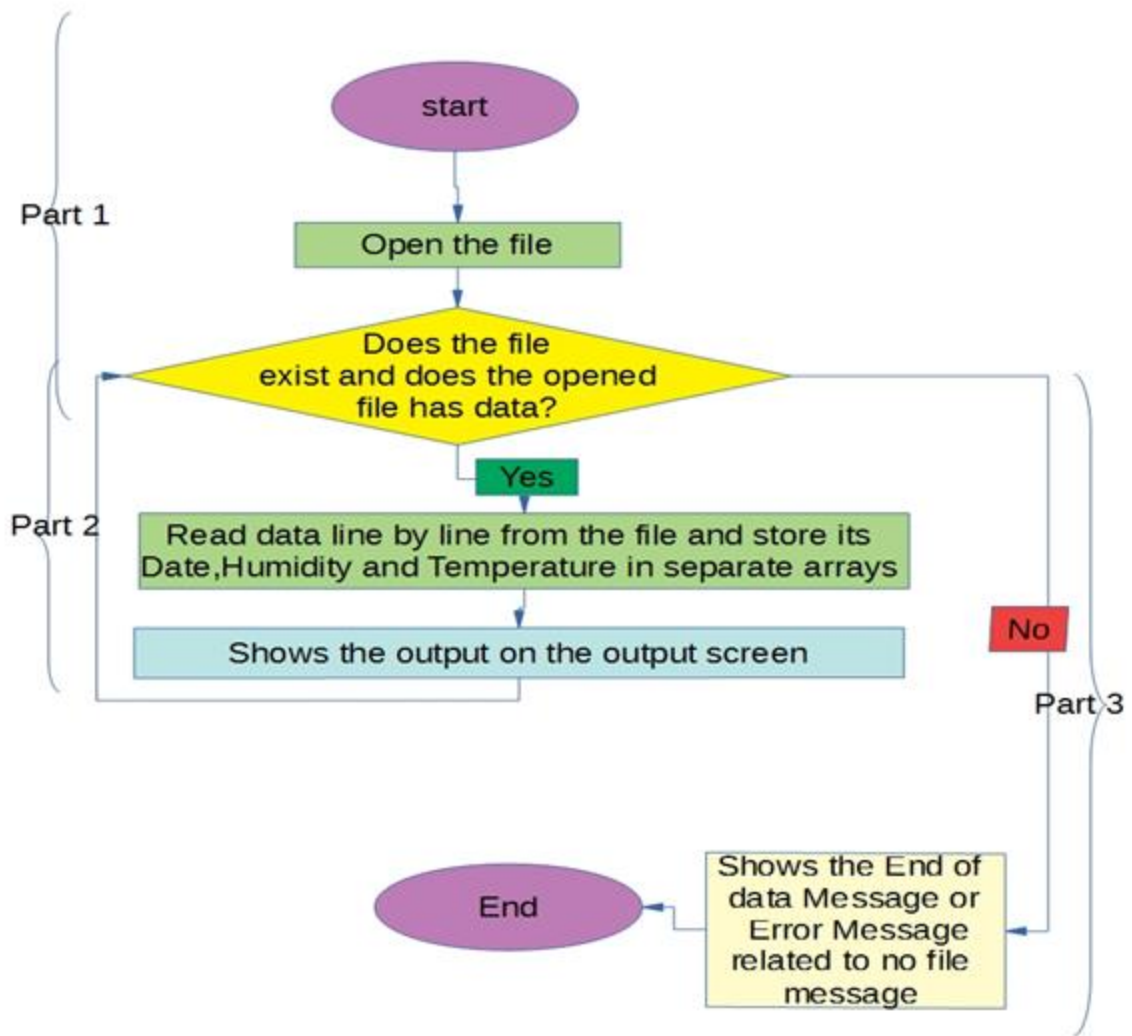 start
Part 1
Open the file
Does the file
exist and does the opened
file has data?
Yes
Part 2
Read data line by line from the file and store its
Date,Humidity and Temperature in separate arrays
No
Shows the output on the output screen
Part 3
Shows the End of
data Message or
Error Message
related to no file
message
End